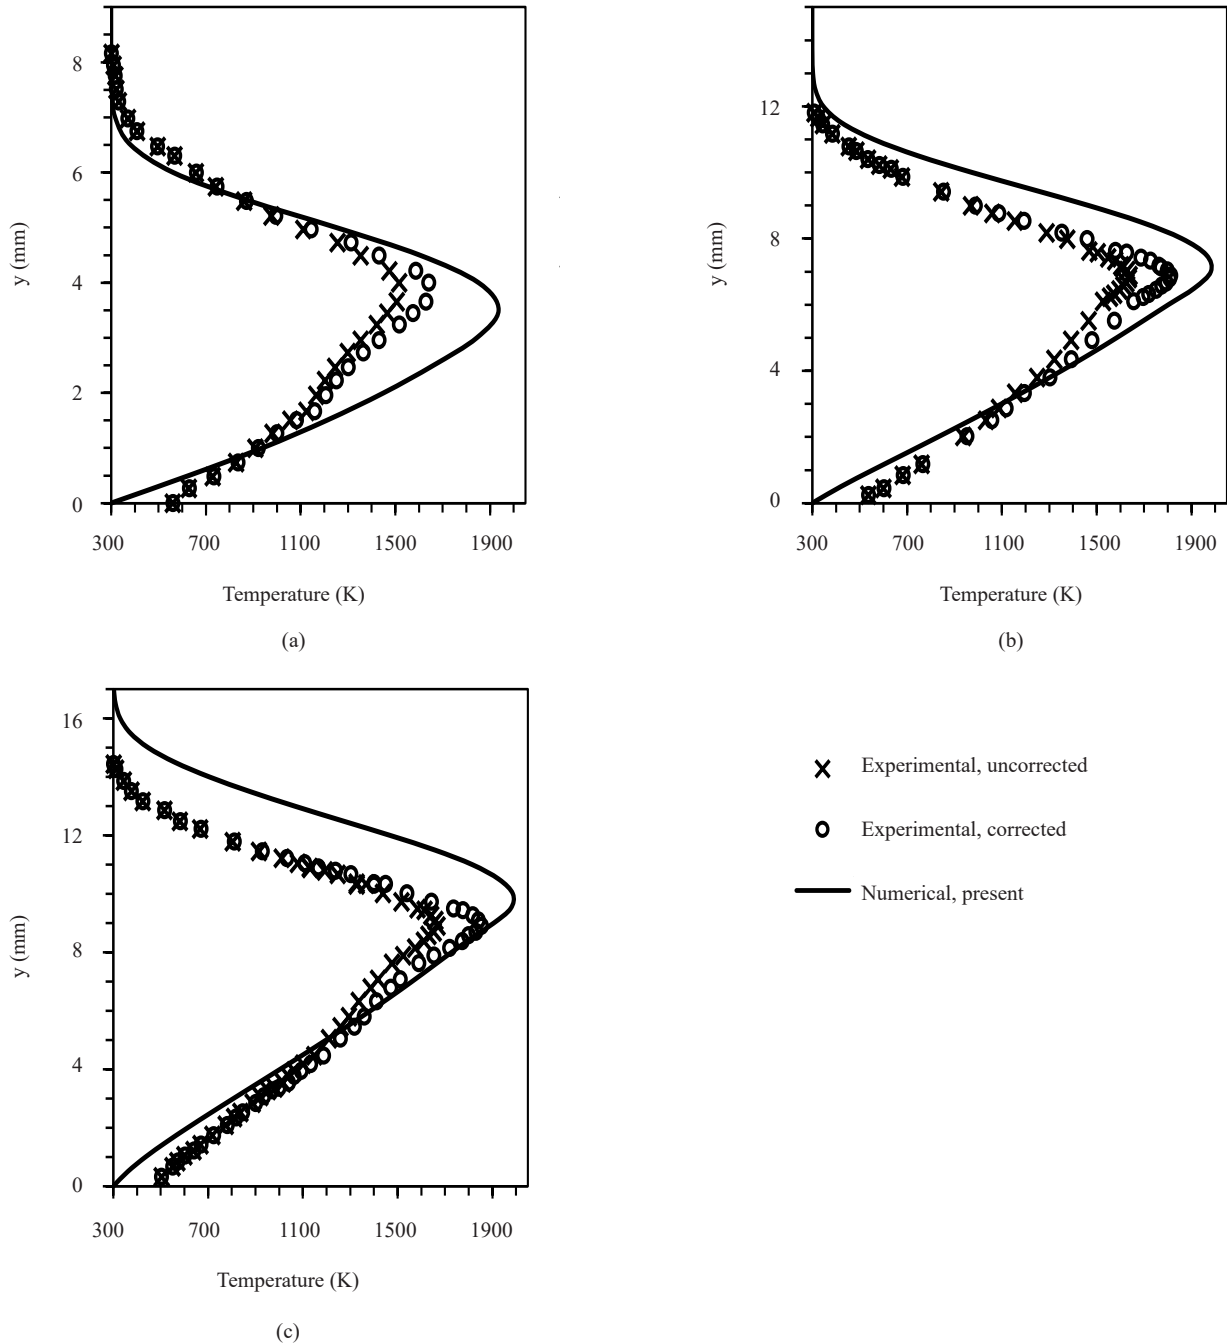 8
6
4
2
0
y (mm)
300 700 1100 1500 1900
Temperature (K)
(a)
12
8
4
0
y (mm)
300 700 1100 1500 1900
Temperature (K)
(b)
16
12
8
4
0
y (mm)
300 700 1100 1500 1900
Temperature (K)
(c)
Experimental, uncorrected
Experimental, corrected
Numerical, present